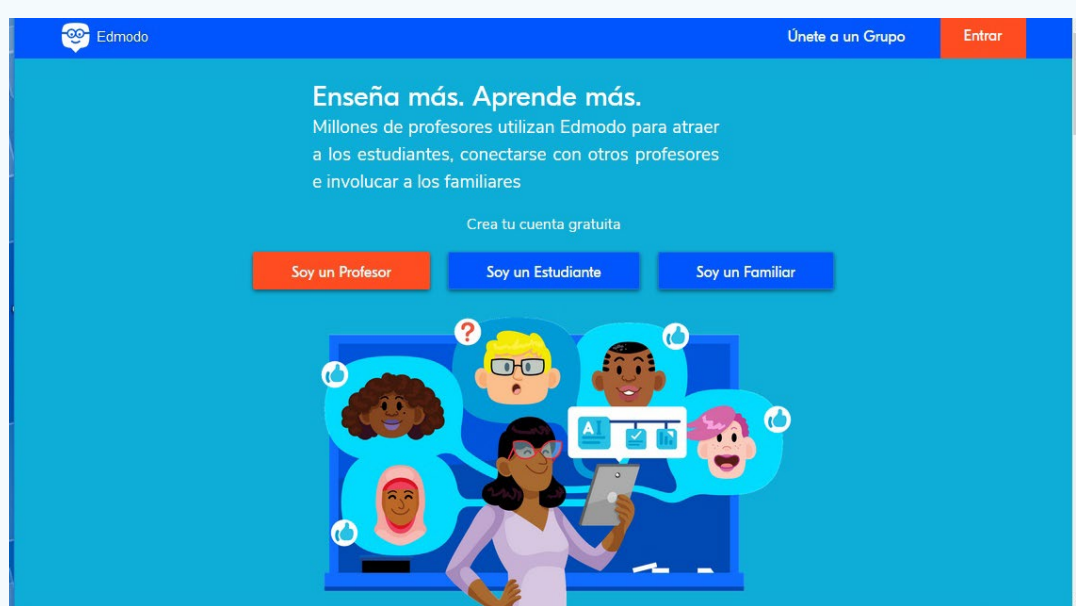 Edmodo
Únete a un Grupo
Entrar
Enseña más. Aprende más.
Millones de profesores utilizan Edmodo para atraer
a los estudiantes, conectarse con otros profesores
e involucar a los familiares
Crea tu cuenta gratuita
Soy un Profesor
Soy un Estudiante
Soy un Familiar
?
A